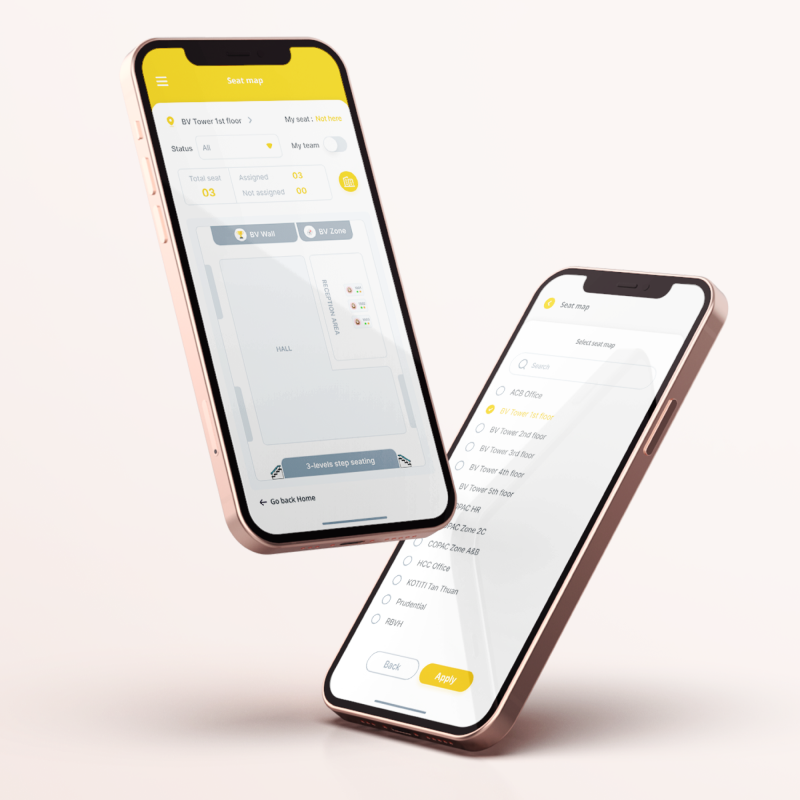 Seat map
BV Tower 1st floor
My seat : Not here
Status
All
My team
Total seat
03
Assigned 03
Not assigned 00
BV Wall
BV Zone
RECEPTION AREA
HALL
3-levels step seating
Go back Home
Seat map
Select seat map
Search
ACB Office
BV Tower 1st floor
BV Tower 2nd floor
BV Tower 3rd floor
BV Tower 4th floor
BV Tower 5th floor
PAC HR
PAC Zone 2C
COPAC Zone A&B
HCC Office
KOTITI Tan Thuan
Prudential
RBVH
Back
Apply